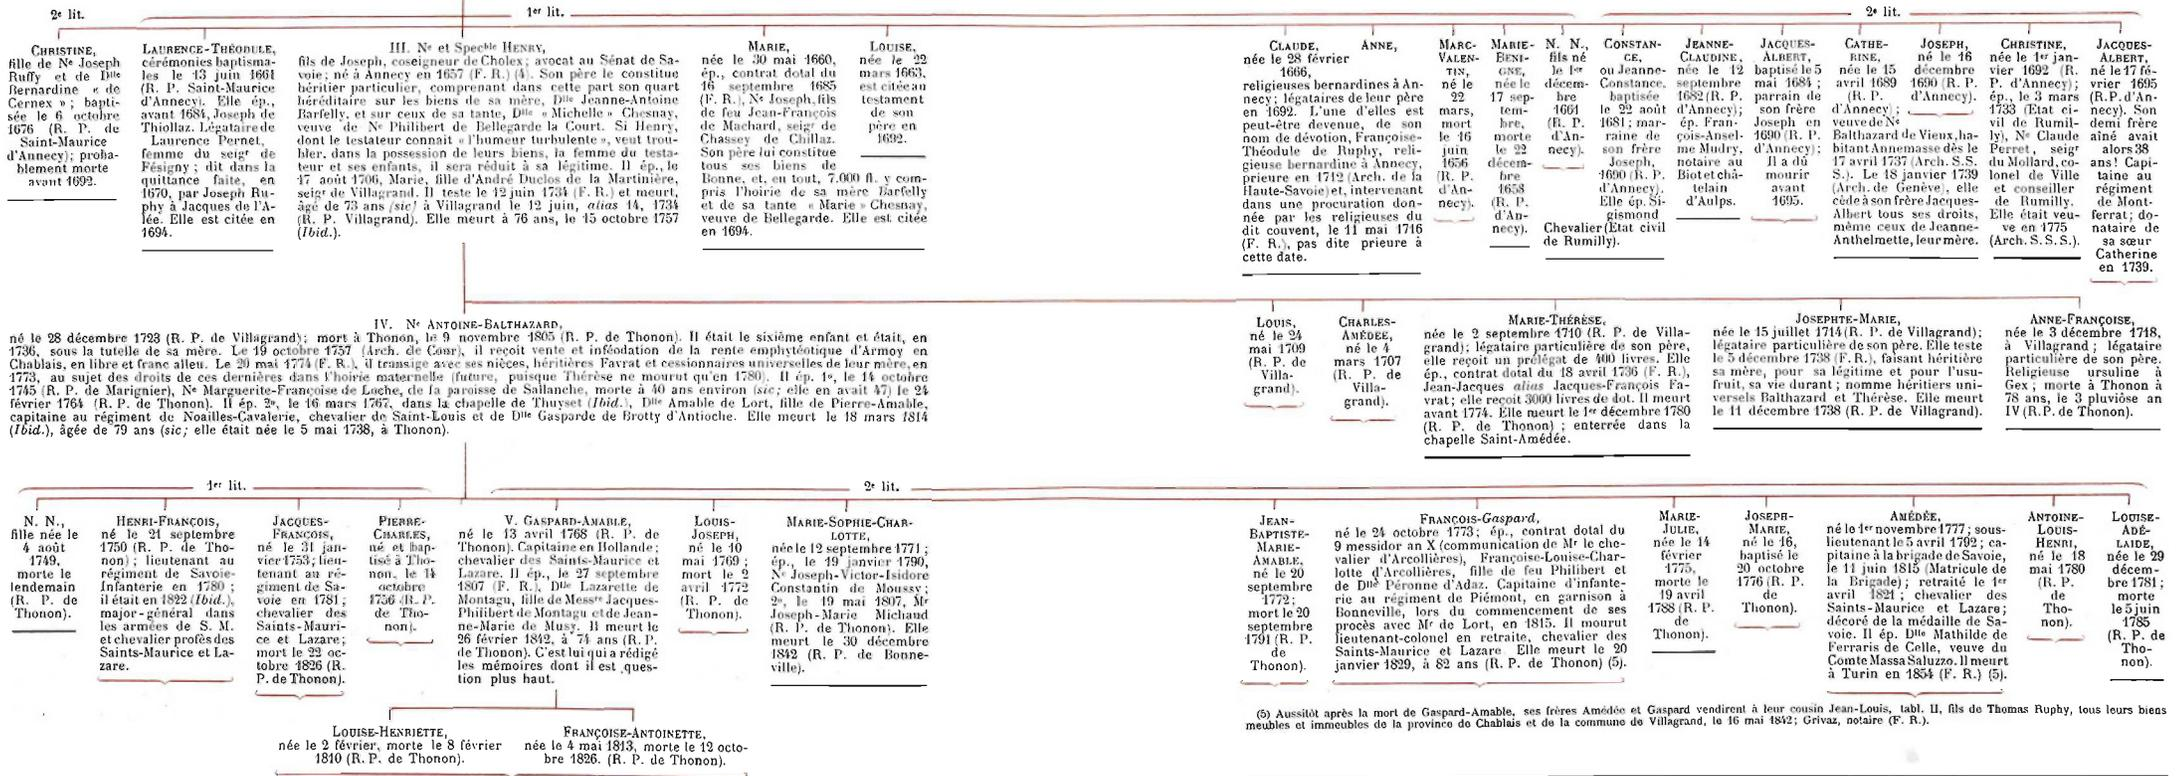 2e lit.
1er lit.
2e lit.
CHRISTINE,
fille de Ne Joseph
Ruffy et de Dlle
Bernardine « de
Cernex » ; bapti-
sée le 6 octobre
1676 (R. P. de
Saint-Maurice
d'Annecy); proba-
blement morte
avant 1692.
LAURENCE-THÉODULE,
cérémonies baptisma-
les le 13 juin 1661
(R. P. Saint-Maurice
d'Annecy). Elle ép.,
avant 1684, Joseph de
Thiollaz. Légataire de
Laurence Pernet,
femme du seigr de
Fésigny ; dit dans la
quittance faite, en
1670, par Joseph Ru-
phy à Jacques de l'A-
lée. Elle est citée en
1694.
III. Ne et Specble HENRY,
fils de Joseph, coseigneur de Cholex; avocat au Sénat de Sa-
voie; né à Annecy en 1657 (F. R.) (4). Son père le constitue
héritier particulier, comprenant dans cette part son quart
héréditaire sur les biens de sa mère, Dlle Jeanne-Antoine
Barfelly, et sur ceux de sa tante, Dlle « Michelle » Chesnay,
veuve de Ne Philibert de Bellegarde la Court. Si Henry,
dont le testateur connait « l'humeur turbulente », veut trou-
bler, dans la possession de leurs biens, la femme du testa-
teur et ses enfants, il sera réduit à sa légitime. Il ép., le
17 août 1706, Marie, fille d'André Duclos de la Martinière,
seigr de Villagrand. Il teste le 12 juin 1734 (F. R.) et meurt,
âgé de 73 ans (sic) à Villagrand le 12 juin, alias 14, 1734
(R. P. Villagrand). Elle meurt à 76 ans, le 15 octobre 1757
(Ibid.).
MARIE,
née le 30 mai 1660,
ép., contrat dotal du
16 septembre 1685
(F. R.), Ne Joseph, fils
de feu Jean-François
de Machard, seigr de
Chassey de Chillaz.
Son père lui constitue
tous ses biens de
Bonne, et, en tout, 7.000 fl. y com-
pris l'hoirie de sa mère Barfelly
et de sa tante « Marie » Chesnay,
veuve de Bellegarde. Elle est citée
en 1694.
LOUISE,
née le 22
mars 1663,
est citée au
testament
de son
père en
1692.
CLAUDE, ANNE,
née le 28 février
1666,
religieuses bernardines à An-
necy; légataires de leur père
en 1692. L'une d'elles est
peut-être devenue, de son
nom de dévotion, Françoise-
Théodule de Ruphy, reli-
gieuse bernardine à Annecy,
prieure en 1712 (Arch. de la
Haute-Savoie) et, intervenant
dans une procuration don-
née par les religieuses du
dit couvent, le 11 mai 1716
(F. R.), pas dite prieure à
cette date.
MARC-
VALEN-
TIN,
né le
22
mars,
mort
le 16
juin
1656
(R. P.
d'An-
necy).
MARIE-
BENI-
GNE,
née le
17 sep-
tem-
bre,
morte
le 22
décem-
bre
1658
(R. P.
d'An-
necy).
N. N.,
fils né
le 1er
décem-
bre
1661
(R. P.
d'An-
necy).
CONSTAN-
CE,
ou Jeanne-
Constance,
baptisée
le 22 août
1681; mar-
raine de
son frère
Joseph,
1690 (R. P.
d'Annecy).
Elle ép. Si-
gismond
Chevalier (Etat civil
de Rumilly).
JEANNE-
CLAUDINE,
née le 12
septembre
1682 (R. P.
d'Annecy);
ép. Fran-
çois-Ansel-
me Mudry,
notaire au
Biot et châ-
telain
d'Aulps.
JACQUES-
ALBERT,
baptisé le 5
mai 1684 ;
parrain de
son frère
Joseph en
1690 (R. P.
d'Annecy);
Il a dû
mourir
avant
1695.
CATHE-
RINE,
née le 15
avril 1689
(R. P.
d'Annecy) ;
veuve de Ne
Balthazard de Vieux, ha-
bitant Annemasse dès le
17 avril 1737 (Arch. S.S.
S.). Le 18 janvier 1739
(Arch. de Genève), elle
cède à son frère Jacques-
Albert tous ses droits,
même ceux de Jeanne-
Anthelmette, leur mère.
JOSEPH,
né le 16
décembre
1690 (R. P.
d'Annecy).
CHRISTINE,
née le 1er jan-
vier 1692 (R.
P. d'Annecy);
ép., le 3 mars
1733 (Etat ci-
vil de Rumil-
ly), Ne Claude
Perret, seigr
du Mollard, co-
lonel de Ville
et conseiller
de Rumilly.
Elle était veu-
ve en 1775
(Arch. S. S. S.).
JACQUES-
ALBERT,
né le 17 fé-
vrier 1695
(R. P. d'An-
necy). Son
demi frère
aîné avait
alors 38
ans! Capi-
taine au
régiment
de Mont-
ferrat; do-
nataire de
sa sœur
Catherine
en 1739.
IV. Ne ANTOINE-BALTHAZARD,
né le 28 décembre 1723 (R. P. de Villagrand); mort à Thonon, le 9 novembre 1805 (R. P. de Thonon). Il était le sixième enfant et était, en
1736, sous la tutelle de sa mère. Le 19 octobre 1757 (Arch. de Cour), il reçoit vente et inféodation de la rente emphytéotique d'Armoy en
Chablais, en libre et franc alleu. Le 20 mai 1774 (F. R.), il transige avec ses nièces, héritières Favrat et cessionnaires universelles de leur mère, en
1773, au sujet des droits de ces dernières dans l'hoirie maternelle (future, puisque Thérèse ne mourut qu'en 1780). Il ép. 1o, le 14 octobre
1745 (R. P. de Marignier), Ne Marguerite-Françoise de Loche, de la paroisse de Sallanche, morte à 40 ans environ (sic; elle en avait 47) le 24
février 1764 (R. P. de Thonon). Il ép. 2o, le 16 mars 1767, dans la chapelle de Thuyset (Ibid.), Dlle Amable de Lort, fille de Pierre-Amable,
capitaine au régiment de Noailles-Cavalerie, chevalier de Saint-Louis et de Dlle Gasparde de Brotty d'Antioche. Elle meurt le 18 mars 1814
(Ibid.), âgée de 79 ans (sic; elle était née le 5 mai 1738, à Thonon).
LOUIS,
né le 24
mai 1709
(R. P. de
Villa-
grand).
CHARLES-
AMÉDÉE,
né le 4
mars 1707
(R. P. de
Villa-
grand).
MARIE-THÉRÈSE,
née le 2 septembre 1710 (R. P. de Villa-
grand); légataire particulière de son père,
elle reçoit un prélégat de 400 livres. Elle
ép., contrat dotal du 18 avril 1736 (F. R.),
Jean-Jacques alias Jacques-François Fa-
vrat; elle reçoit 3000 livres de dot. Il meurt
avant 1774. Elle meurt le 1er décembre 1780
(R. P. de Thonon) ; enterrée dans la
chapelle Saint-Amédée.
JOSEPHTE-MARIE,
née le 15 juillet 1714 (R. P. de Villagrand);
légataire particulière de son père. Elle teste
le 5 décembre 1738 (F. R.), faisant héritière
sa mère, pour sa légitime et pour l'usu-
fruit, sa vie durant ; nomme héritiers uni-
versels Balthazard et Thérèse. Elle meurt
le 11 décembre 1738 (R. P. de Villagrand).
ANNE-FRANÇOISE,
née le 3 décembre 1718,
à Villagrand ; légataire
particulière de son père.
Religieuse ursuline à
Gex ; morte à Thonon à
78 ans, le 3 pluviôse an
IV (R. P. de Thonon).
1er lit.
2e lit.
N. N.,
fille née le
4 août
1749,
morte le
lendemain
(R. P. de
Thonon).
HENRI-FRANÇOIS,
né le 21 septembre
1750 (R. P. de Tho-
non) ; lieutenant au
régiment de Savoie-
Infanterie en 1780 ;
il était en 1822 (Ibid.),
major-général dans
les armées de S. M.
et chevalier profès des
Saints-Maurice et La-
zare.
JACQUES-
FRANÇOIS,
né le 31 jan-
vier 1753; lieu-
tenant au ré-
giment de Sa-
voie en 1781;
chevalier des
Saints-Mauri-
ce et Lazare;
mort le 22 oc-
tobre 1826 (R.
P. de Thonon).
PIERRE-
CHARLES,
né et bap-
tisé à Tho-
non, le 14
octobre
1756 (R. P.
de Tho-
non).
V. GASPARD-AMABLE,
né le 13 avril 1768 (R. P. de
Thonon). Capitaine en Hollande;
chevalier des Saints-Maurice et
Lazare. Il ép., le 27 septembre
1807 (F. R.), Dlle Lazarette de
Montagu, fille de Messre Jacques-
Philibert de Montagu et de Jean-
ne-Marie de Musy. Il meurt le
26 février 1842, à 74 ans (R. P.
de Thonon). C'est lui qui a rédigé
les mémoires dont il est ques-
tion plus haut.
LOUIS-
JOSEPH,
né le 10
mai 1769 ;
mort le 2
avril 1772
(R. P. de
Thonon).
MARIE-SOPHIE-CHAR-
LOTTE,
née le 12 septembre 1771 ;
ép., le 19 janvier 1790,
Ne Joseph-Victor-Isidore
Constantin de Moussy;
2o, le 19 mai 1807, Mr
Joseph-Marie Michaud
(R. P. de Thonon). Elle
meurt le 30 décembre
1842 (R. P. de Bonne-
ville).
JEAN-
BAPTISTE-
MARIE-
AMABLE,
né le 20
septembre
1772;
mort le 20
septembre
1791 (R. P.
de
Thonon).
FRANÇOIS-Gaspard,
né le 24 octobre 1773; ép., contrat dotal du
9 messidor an X (communication de Mr le che-
valier d'Arcollières), Françoise-Louise-Char-
lotte d'Arcollières, fille de feu Philibert et
de Dlle Péronne d'Adaz. Capitaine d'infante-
rie au régiment de Piémont, en garnison à
Bonneville, lors du commencement de ses
procès avec Mr de Lort, en 1815. Il mourut
lieutenant-colonel en retraite, chevalier des
Saints-Maurice et Lazare Elle meurt le 20
janvier 1829, à 82 ans (R. P. de Thonon) (5).
MARIE-
JULIE,
née le 14
février
1775,
morte le
19 avril
1788 (R. P.
de
Thonon).
JOSEPH-
MARIE,
né le 16,
baptisé le
20 octobre
1776 (R. P.
de
Thonon).
AMÉDÉE,
né le 1er novembre 1777 ; sous-
lieutenant le 5 avril 1792 ; ca-
pitaine à la brigade de Savoie,
le 11 juin 1815 (Matricule de
la Brigade) ; retraité le 1er
avril 1821 ; chevalier des
Saints-Maurice et Lazare;
décoré de la médaille de Sa-
voie. Il ép. Dlle Mathilde de
Ferraris de Celle, veuve du
Comte Massa Saluzzo. Il meurt
à Turin en 1854 (F. R.) (5).
ANTOINE-
LOUIS-
HENRI,
né le 18
mai 1780
(R. P.
de
Tho-
non).
LOUISE-
ADÉ-
LAIDE,
née le 29
décem-
bre 1781;
morte
le 5 juin
1785
(R. P. de
Tho-
non).
LOUISE-HENRIETTE,
née le 2 février, morte le 8 février
1810 (R. P. de Thonon).
FRANÇOISE-ANTOINETTE,
née le 4 mai 1813, morte le 12 octo-
bre 1826. (R. P. de Thonon).
(5) Aussitôt après la mort de Gaspard-Amable, ses frères Amédée et Gaspard vendirent à leur cousin Jean-Louis, tabl. II, fils de Thomas Ruphy, tous leurs biens
meubles et immeubles de la province de Chablais et de la commune de Villagrand, le 16 mai 1842; Grivaz, notaire (F. R.).